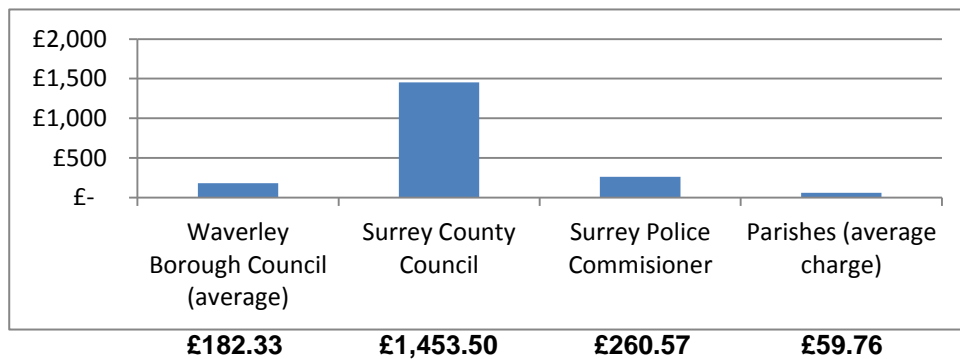 £2,000
£1,500
£1,000
£500
£-
Waverley
Borough Council
(average)
Surrey County
Council
Surrey Police
Commisioner
Parishes (average
charge)
£182.33 £1,453.50 £260.57 £59.76